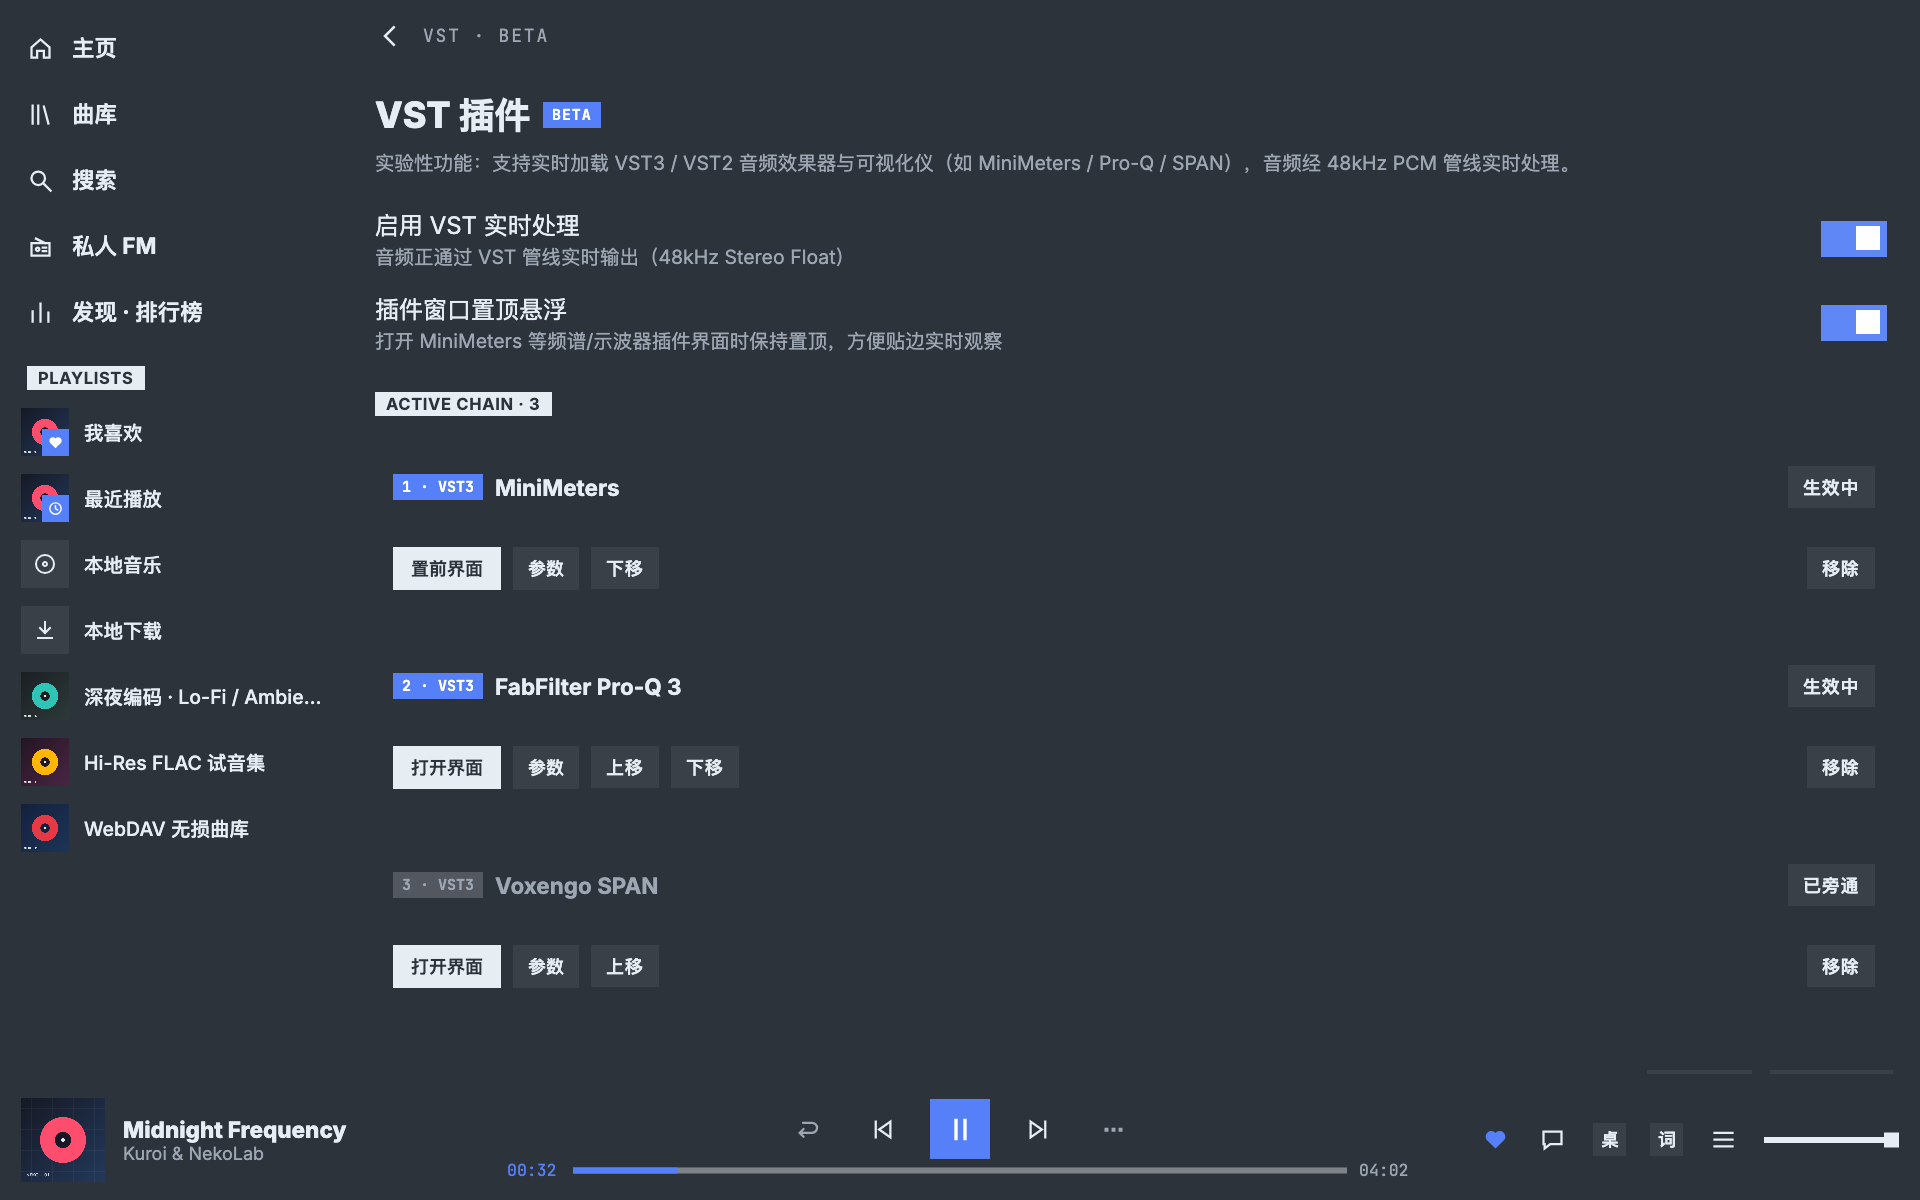 主页
曲库
搜索
私人 FM
发现 · 排行榜
PLAYLISTS
我喜欢
最近播放
本地音乐
本地下载
深夜编码 · Lo-Fi / Ambie...
Hi-Res FLAC 试音集
WebDAV 无损曲库
VST · BETA
VST 插件 BETA
实验性功能：支持实时加载 VST3 / VST2 音频效果器与可视化仪（如 MiniMeters / Pro-Q / SPAN），音频经 48kHz PCM 管线实时处理。
启用 VST 实时处理
音频正通过 VST 管线实时输出（48kHz Stereo Float）
插件窗口置顶悬浮
打开 MiniMeters 等频谱/示波器插件界面时保持置顶，方便贴边实时观察
ACTIVE CHAIN · 3
1 · VST3 MiniMeters 生效中
置前界面 参数 下移 移除
2 · VST3 FabFilter Pro-Q 3 生效中
打开界面 参数 上移 下移 移除
3 · VST3 Voxengo SPAN 已旁通
打开界面 参数 上移 移除
Midnight Frequency
Kuroi & NekoLab
00:32 04:02
桌 词